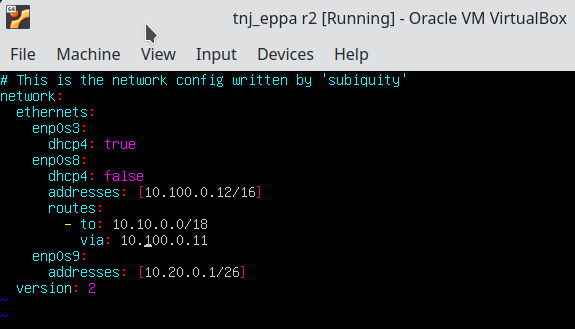 64
tnj_eppa r2 [Running] - Oracle VM VirtualBox
File Machine View Input Devices Help
# This is the network config written by 'subiquity'
network:
  ethernets:
    enp0s3:
      dhcp4: true
    enp0s8:
      dhcp4: false
      addresses: [10.100.0.12/16]
      routes:
        - to: 10.10.0.0/18
          via: 10.100.0.11
    enp0s9:
      addresses: [10.20.0.1/26]
  version: 2
~
~